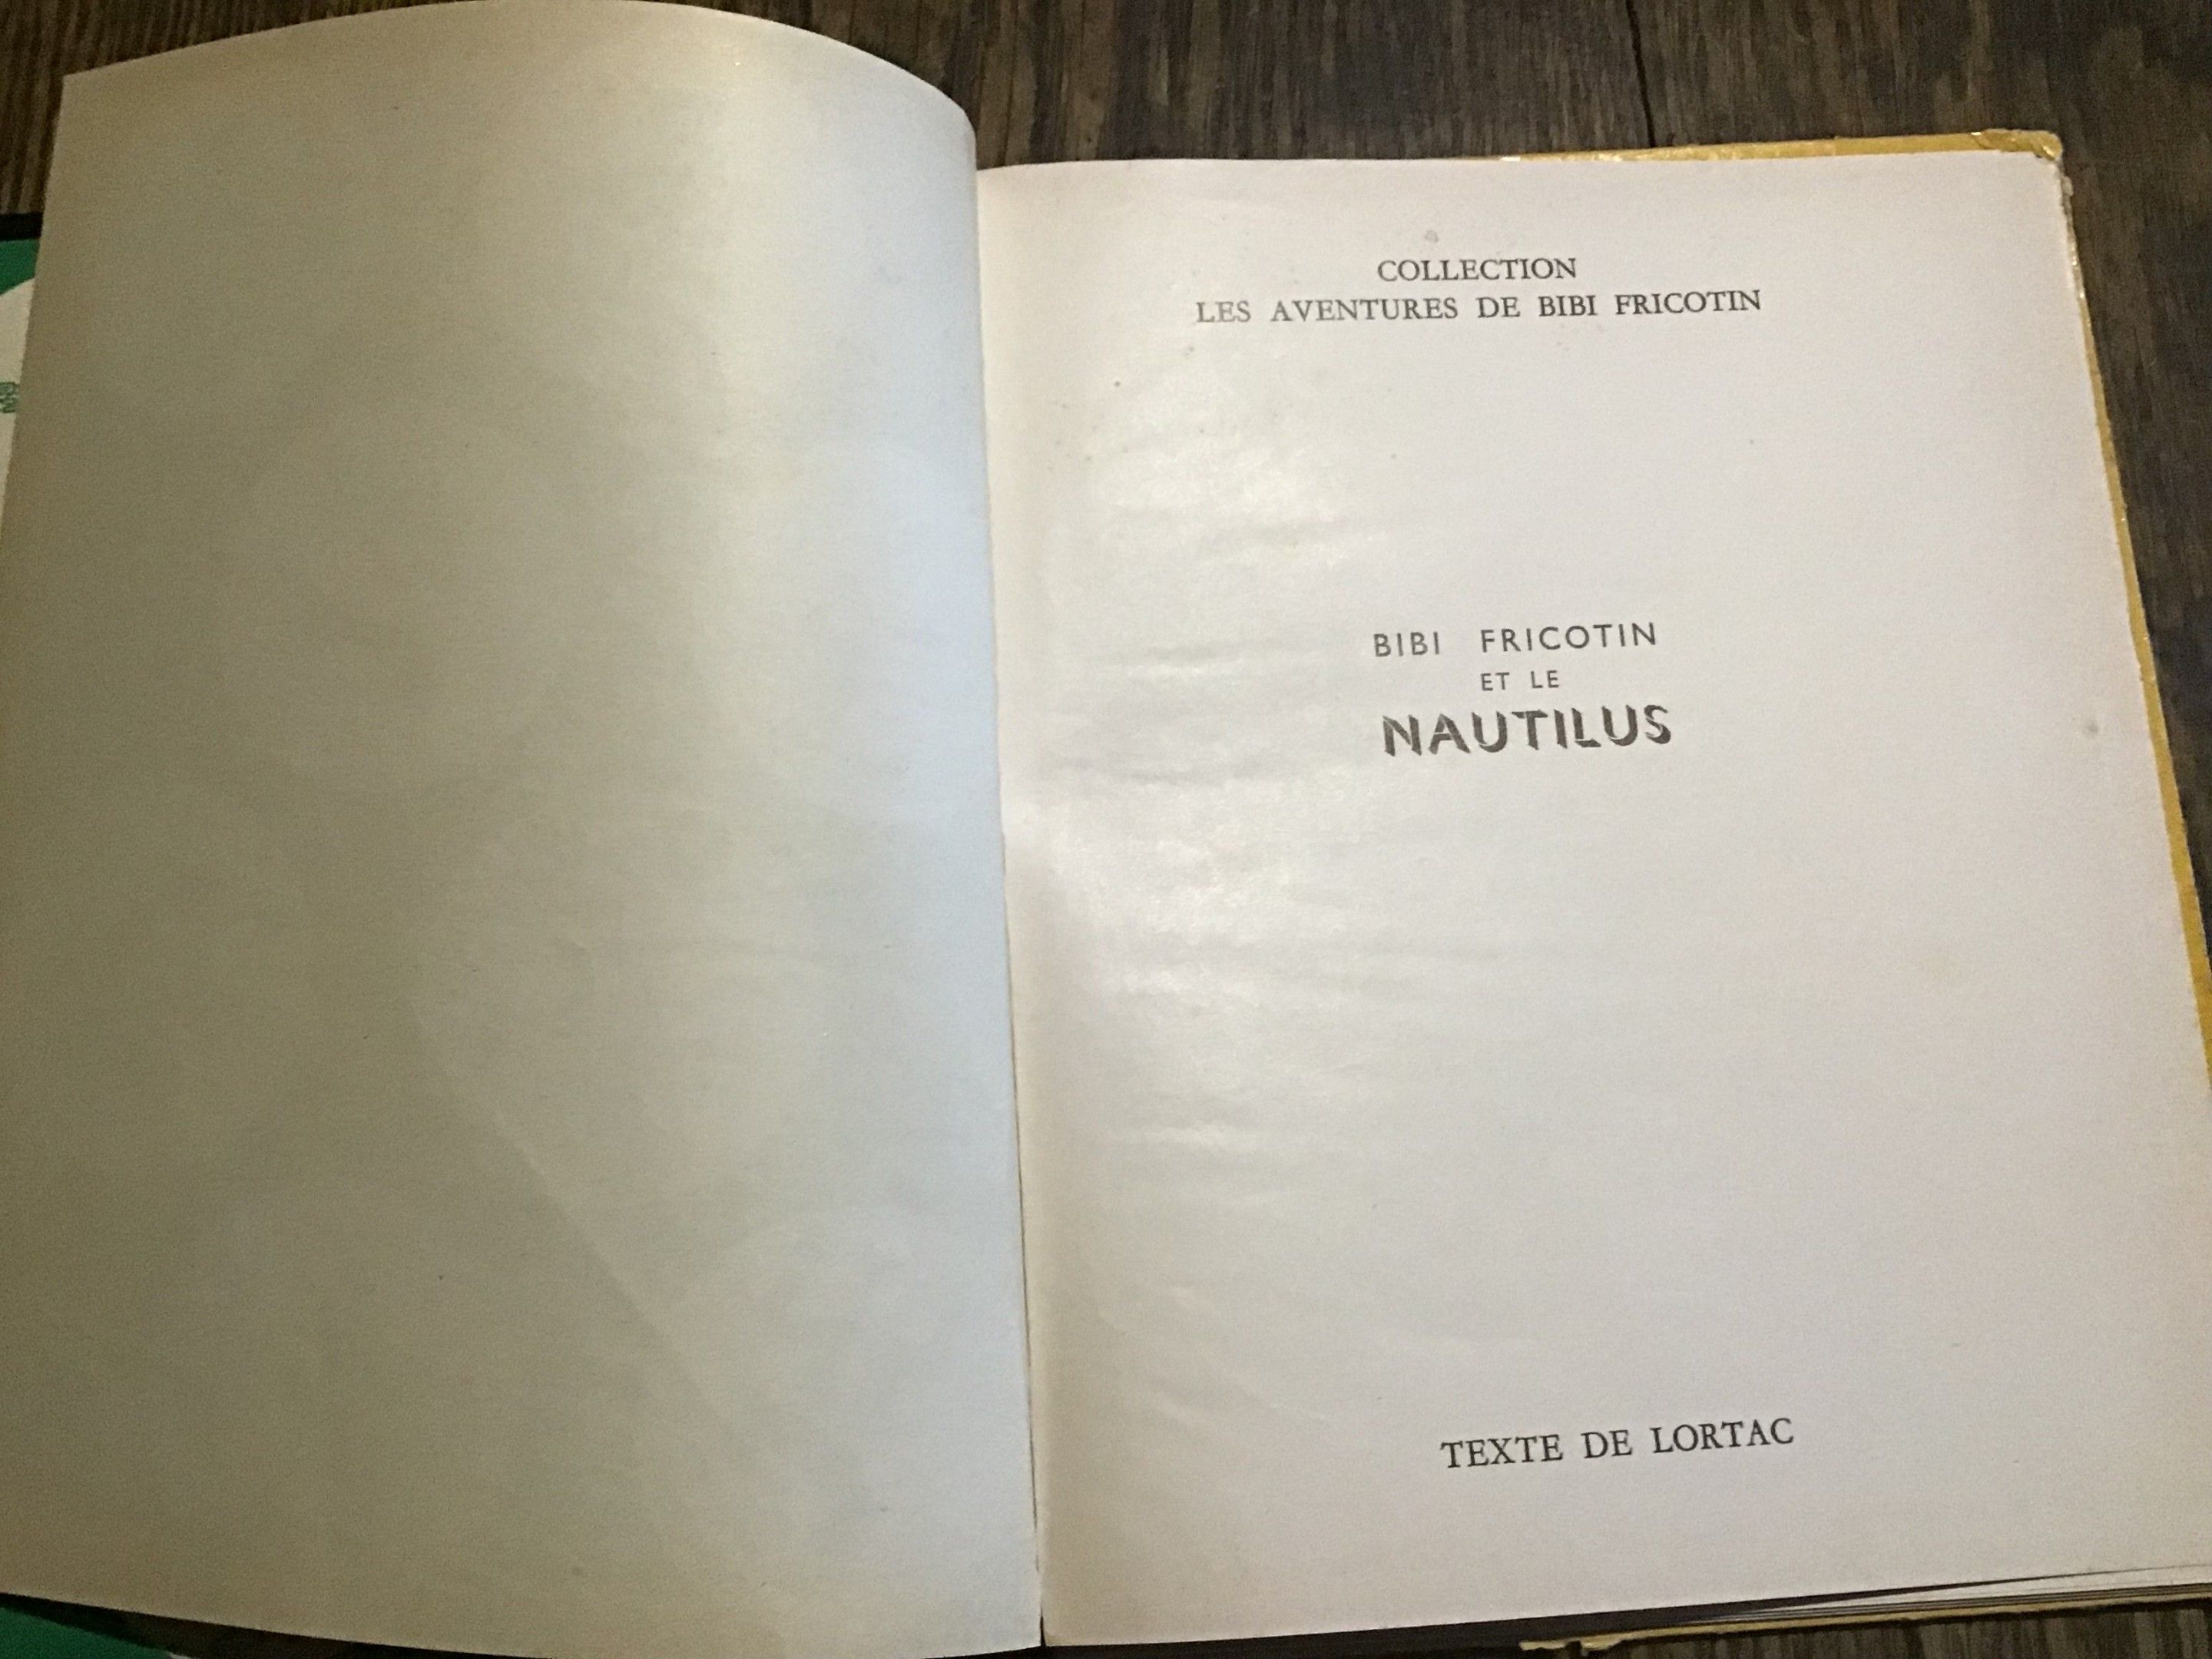 COLLECTION
LES AVENTURES DE BIBI FRICOTIN
BIBI FRICOTIN
ET LE
NAUTILUS
TEXTE DE LORTAC